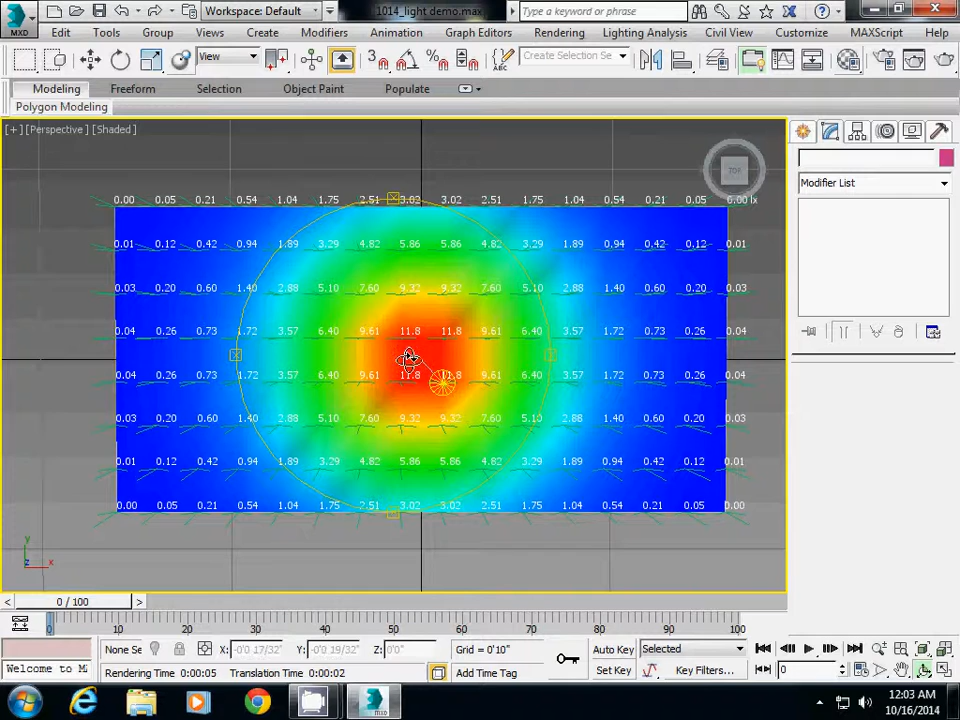 MXD
Workspace: Default
1014_light demo.max
Type a keyword or phrase
Edit Tools Group Views Create Modifiers Animation Graph Editors Rendering Lighting Analysis Civil View Customize MAXScript Help
View
3
Create Selection Se
Modeling Freeform Selection Object Paint Populate
Polygon Modeling
[+] [Perspective] [Shaded]
TOP
Modifier List
0.00 0.05 0.21 0.54 1.04 1.75 2.51 3.02 3.02 2.51 1.75 1.04 0.54 0.21 0.05 0.00 lx
0.01 0.12 0.42 0.94 1.89 3.29 4.82 5.86 5.86 4.82 3.29 1.89 0.94 0.42 0.12 0.01
0.03 0.20 0.60 1.40 2.88 5.10 7.60 9.32 9.32 7.60 5.10 2.88 1.40 0.60 0.20 0.03
0.04 0.26 0.73 1.72 3.57 6.40 9.61 11.8 11.8 9.61 6.40 3.57 1.72 0.73 0.26 0.04
0.04 0.26 0.73 1.72 3.57 6.40 9.61 11.8 11.8 9.61 6.40 3.57 1.72 0.73 0.26 0.04
0.03 0.20 0.60 1.40 2.88 5.10 7.60 9.32 9.32 7.60 5.10 2.88 1.40 0.60 0.20 0.03
0.01 0.12 0.42 0.94 1.89 3.29 4.82 5.86 5.86 4.82 3.29 1.89 0.94 0.42 0.12 0.01
0.00 0.05 0.21 0.54 1.04 1.75 2.51 3.02 3.02 2.51 1.75 1.04 0.54 0.21 0.05 0.00
y
z x
< 0 / 100 >
0 10 20 30 40 50 60 70 80 90 100
None Se X: -0'0 17/32" Y: -0'0 19/32" Z: 0'0" Grid = 0'10" Auto Key Selected
Welcome to M Rendering Time 0:00:05 Translation Time 0:00:02 Add Time Tag Set Key Key Filters... 0
MXD
12:03 AM
10/16/2014